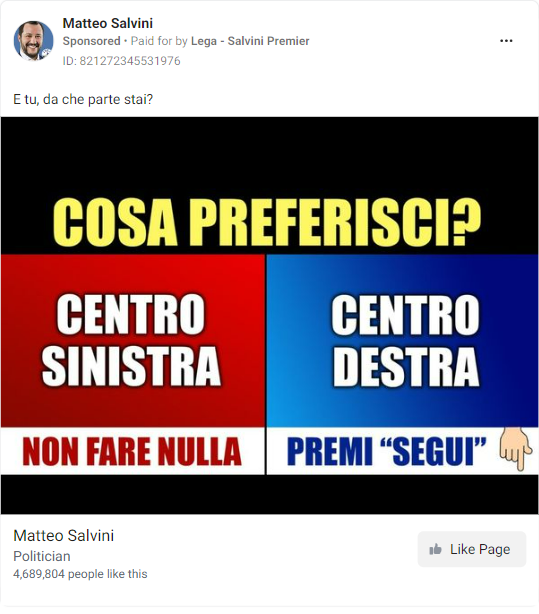 Matteo Salvini
Sponsored • Paid for by Lega - Salvini Premier
ID: 821272345531976
E tu, da che parte stai?
COSA PREFERISCI?
CENTRO
SINISTRA
CENTRO
DESTRA
NON FARE NULLA
PREMI “SEGUI”
Matteo Salvini
Politician
4,689,804 people like this
Like Page